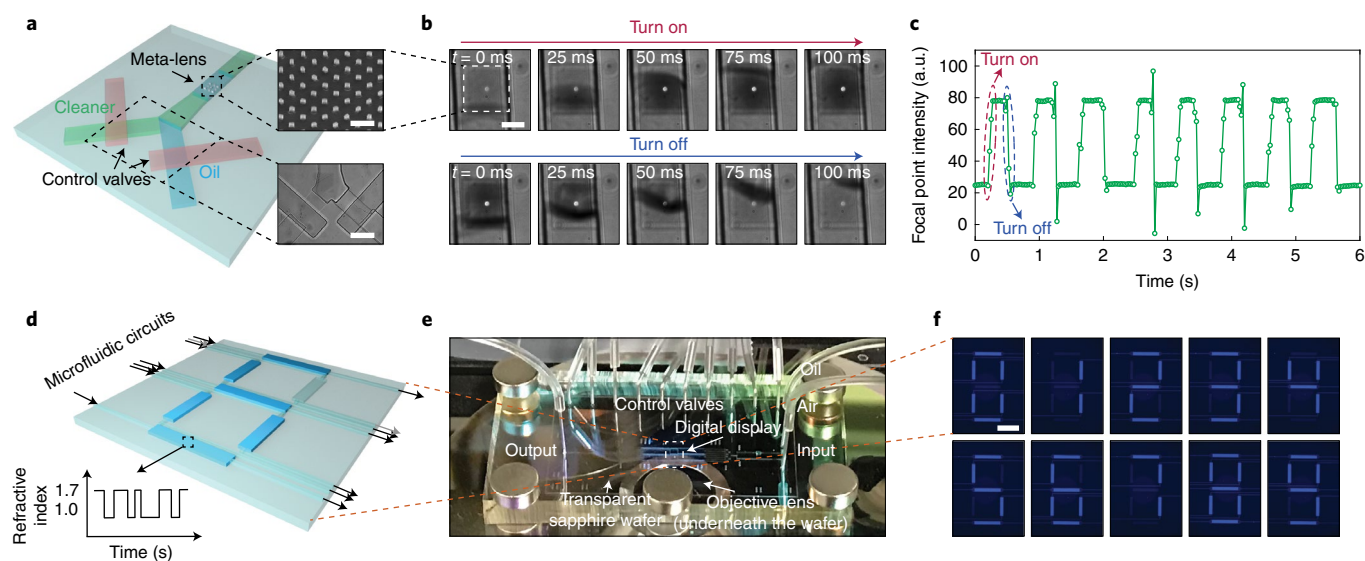 a
Meta-lens
Cleaner
Control valves
Oil
b
Turn on
t = 0 ms
25 ms
50 ms
75 ms
100 ms
Turn off
t = 0 ms
25 ms
50 ms
75 ms
100 ms
c
Focal point intensity (a.u.)
100
80
60
40
20
0
Turn on
Turn off
0
1
2
3
4
5
6
Time (s)
d
Microfluidic circuits
Refractive
index
1.7
1.0
Time (s)
e
Oil
Control valves
Air
Digital display
Output
Input
Transparent
sapphire wafer
Objective lens
(underneath the wafer)
f